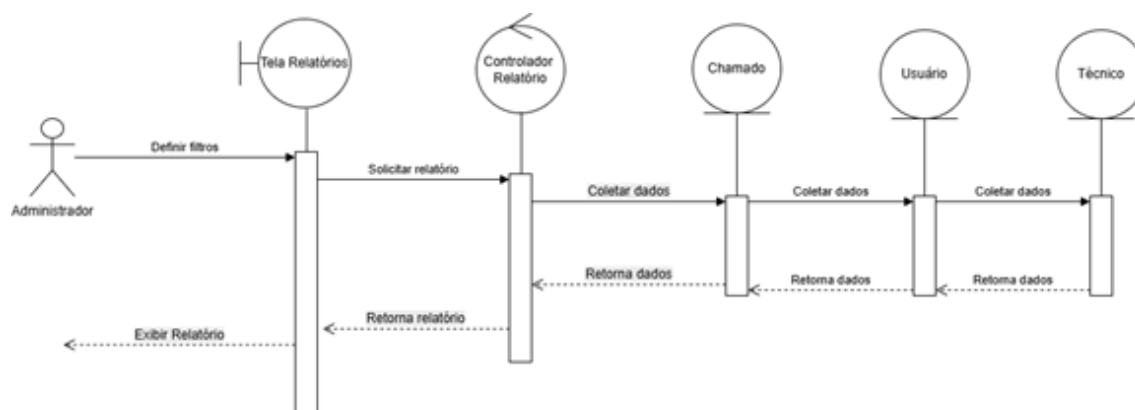 Tela Relatórios
Controlador
Relatório
Chamado
Usuário
Técnico
Definir filtros
Solicitar relatório
Coletar dados
Coletar dados
Coletar dados
Administrador
Retorna dados
Retorna dados
Retorna dados
Retorna relatório
Exibir Relatório